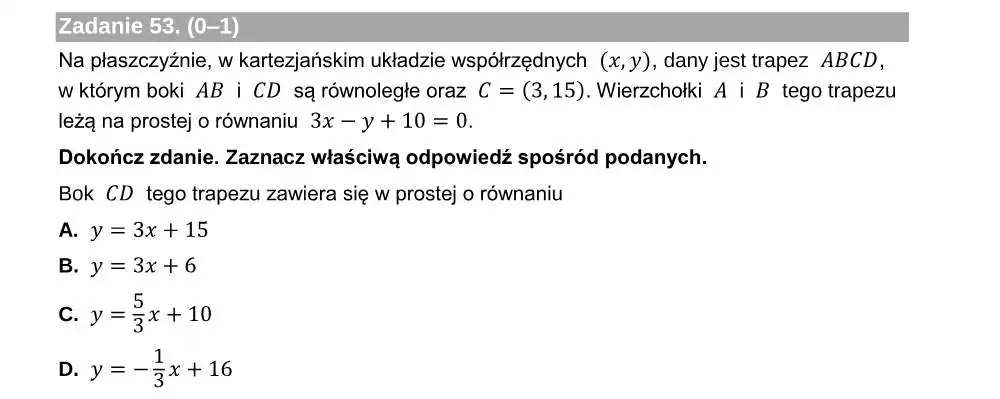 Zadanie 53. (0–1)
Na płaszczyźnie, w kartezjańskim układzie współrzędnych (x, y), dany jest trapez ABCD,
w którym boki AB i CD są równoległe oraz C = (3, 15). Wierzchołki A i B tego trapezu
leżą na prostej o równaniu 3x − y + 10 = 0.
Dokończ zdanie. Zaznacz właściwą odpowiedź spośród podanych.
Bok CD tego trapezu zawiera się w prostej o równaniu
A. y = 3x + 15
B. y = 3x + 6
C. y = 5/3 x + 10
D. y = −1/3 x + 16